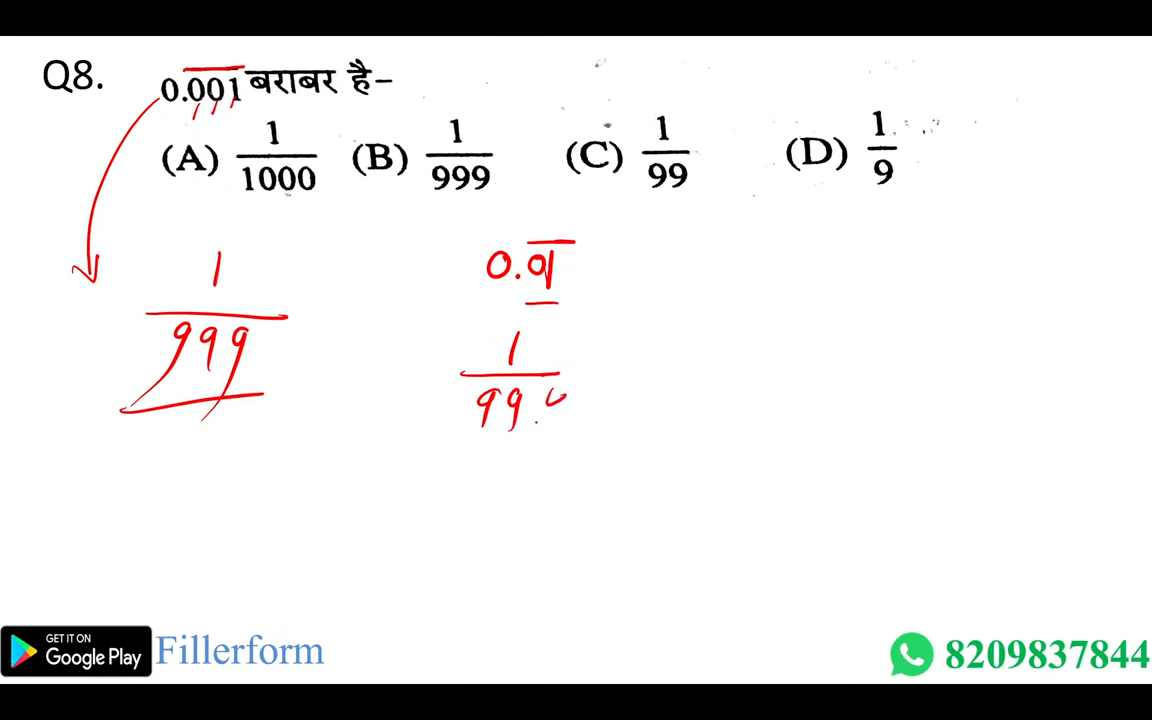 Q8. 0.001 बराबर है-
(A) 1/1000 (B) 1/999 (C) 1/99 (D) 1/9
1/999
0.01
1/99
GET IT ON
Google Play
Fillerform
8209837844